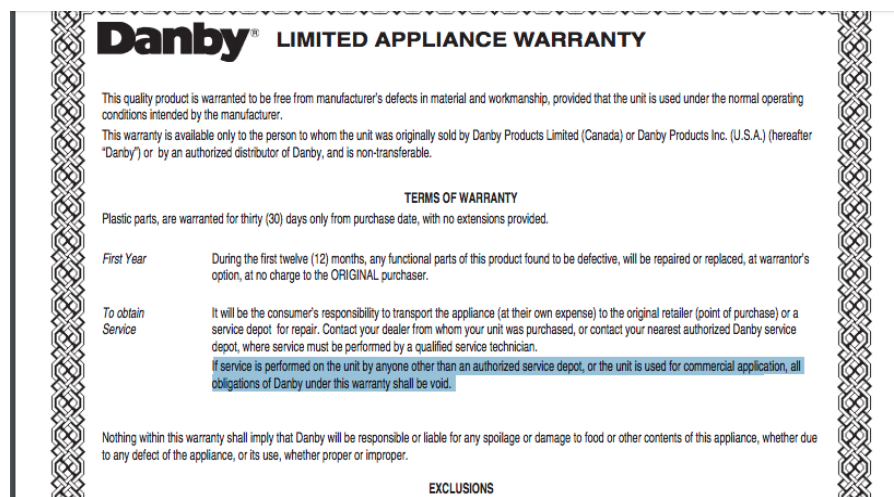 Danby® LIMITED APPLIANCE WARRANTY
This quality product is warranted to be free from manufacturer's defects in material and workmanship, provided that the unit is used under the normal operating
conditions intended by the manufacturer.
This warranty is available only to the person to whom the unit was originally sold by Danby Products Limited (Canada) or Danby Products Inc. (U.S.A.) (hereafter
"Danby") or by an authorized distributor of Danby, and is non-transferable.
TERMS OF WARRANTY
Plastic parts, are warranted for thirty (30) days only from purchase date, with no extensions provided.
First Year During the first twelve (12) months, any functional parts of this product found to be defective, will be repaired or replaced, at warrantor's
option, at no charge to the ORIGINAL purchaser.
To obtain It will be the consumer's responsibility to transport the appliance (at their own expense) to the original retailer (point of purchase) or a
Service service depot for repair. Contact your dealer from whom your unit was purchased, or contact your nearest authorized Danby service
depot, where service must be performed by a qualified service technician.
If service is performed on the unit by anyone other than an authorized service depot, or the unit is used for commercial application, all
obligations of Danby under this warranty shall be void.
Nothing within this warranty shall imply that Danby will be responsible or liable for any spoilage or damage to food or other contents of this appliance, whether due
to any defect of the appliance, or its use, whether proper or improper.
EXCLUSIONS